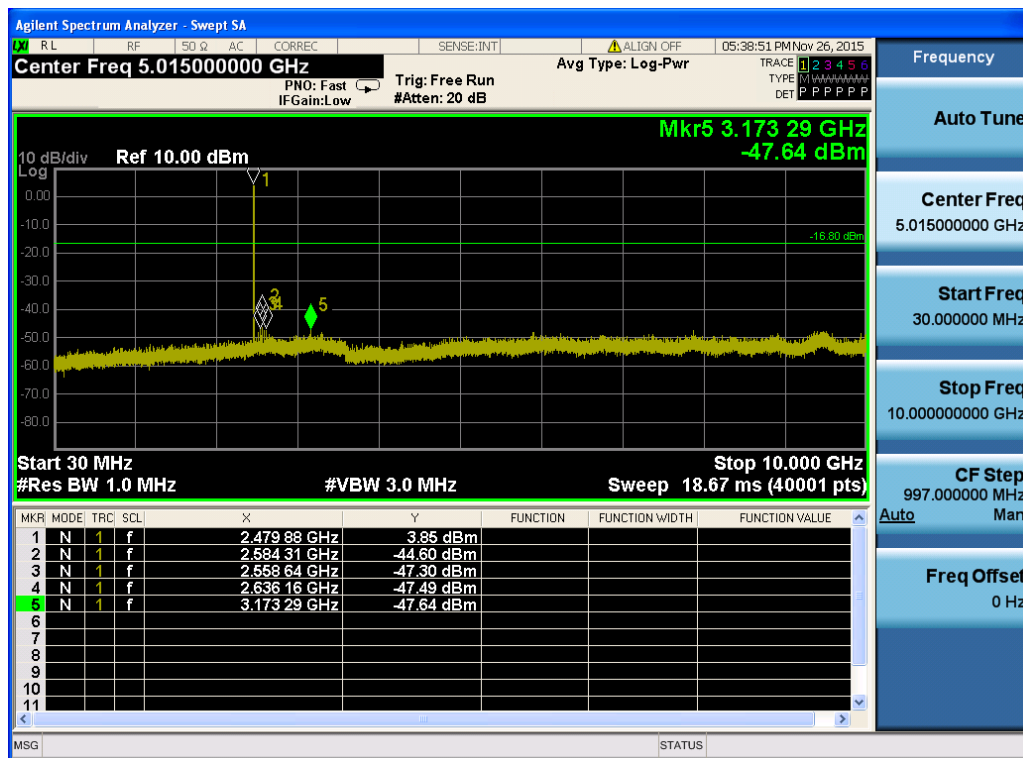 Agilent Spectrum Analyzer - Swept SA
LXI RL RF 50 Ω AC CORREC SENSE:INT ALIGN OFF 05:38:51 PM Nov 26, 2015
Center Freq 5.015000000 GHz
PNO: Fast
IFGain:Low
Trig: Free Run
#Atten: 20 dB
Avg Type: Log-Pwr
TRACE 1 2 3 4 5 6
TYPE M
DET P P P P P P
Mkr5 3.173 29 GHz
-47.64 dBm
10 dB/div Ref 10.00 dBm
Log
0.00
-10.0
-20.0
-30.0
-40.0
-50.0
-60.0
-70.0
-80.0
-16.80 dBm
1
2
3
4
5
Start 30 MHz Stop 10.000 GHz
#Res BW 1.0 MHz #VBW 3.0 MHz Sweep 18.67 ms (40001 pts)
MKR MODE TRC SCL X Y FUNCTION FUNCTION WIDTH FUNCTION VALUE
1 N 1 f 2.479 88 GHz 3.85 dBm
2 N 1 f 2.584 31 GHz -44.60 dBm
3 N 1 f 2.558 64 GHz -47.30 dBm
4 N 1 f 2.636 16 GHz -47.49 dBm
5 N 1 f 3.173 29 GHz -47.64 dBm
6
7
8
9
10
11
MSG STATUS
Frequency
Auto Tune
Center Freq
5.015000000 GHz
Start Freq
30.000000 MHz
Stop Freq
10.000000000 GHz
CF Step
997.000000 MHz
Auto Man
Freq Offset
0 Hz